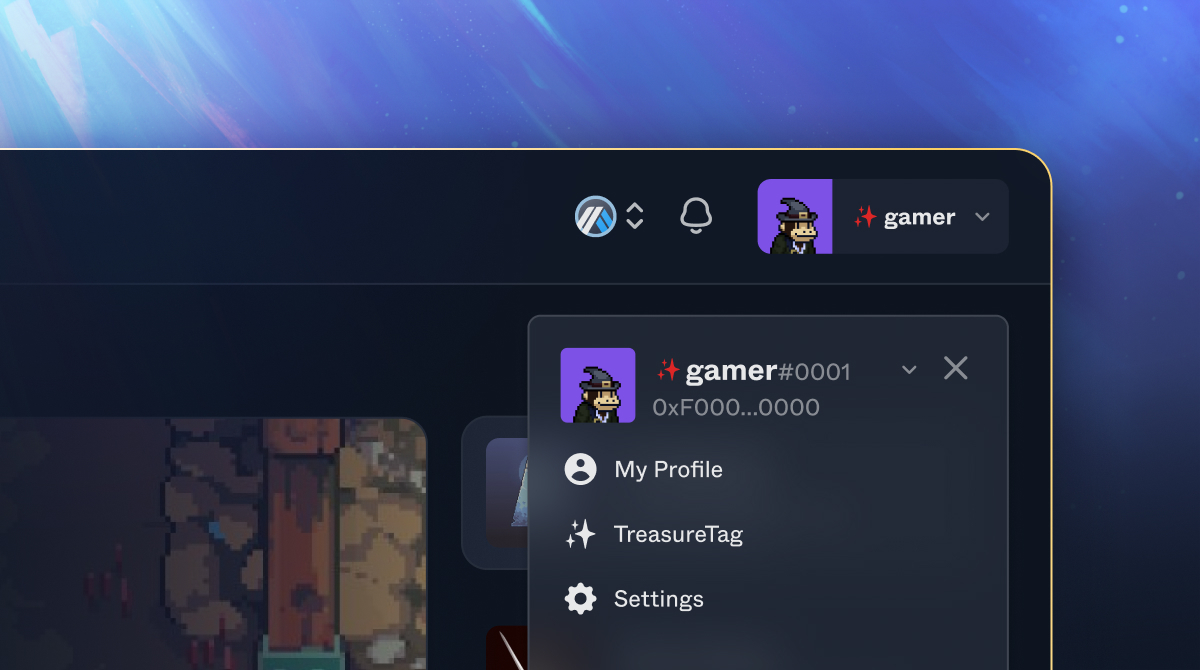 gamer
gamer#0001
0xF000...0000
My Profile
TreasureTag
Settings